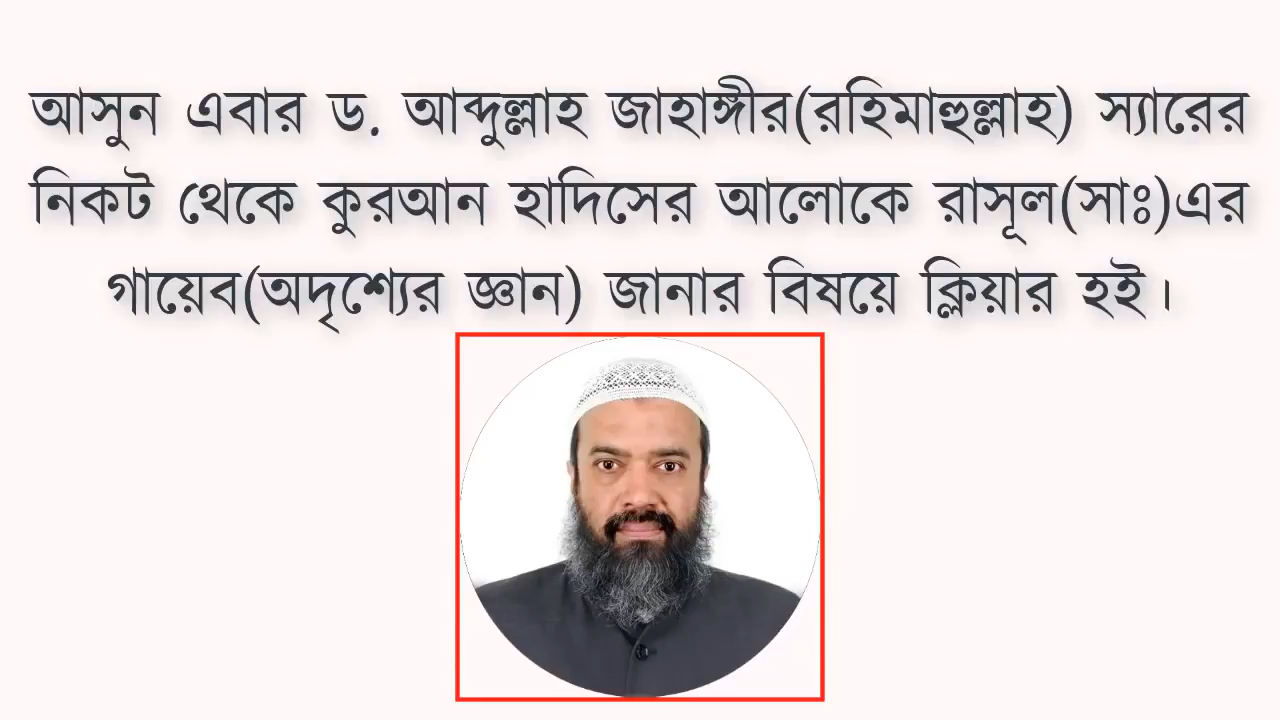 আসুন এবার ড. আব্দুল্লাহ জাহাঙ্গীর(রহিমাহুল্লাহ) স্যারের
নিকট থেকে কুরআন হাদিসের আলোকে রাসূল(সাঃ)এর
গায়েব(অদৃশ্যের জ্ঞান) জানার বিষয়ে ক্লিয়ার হই।